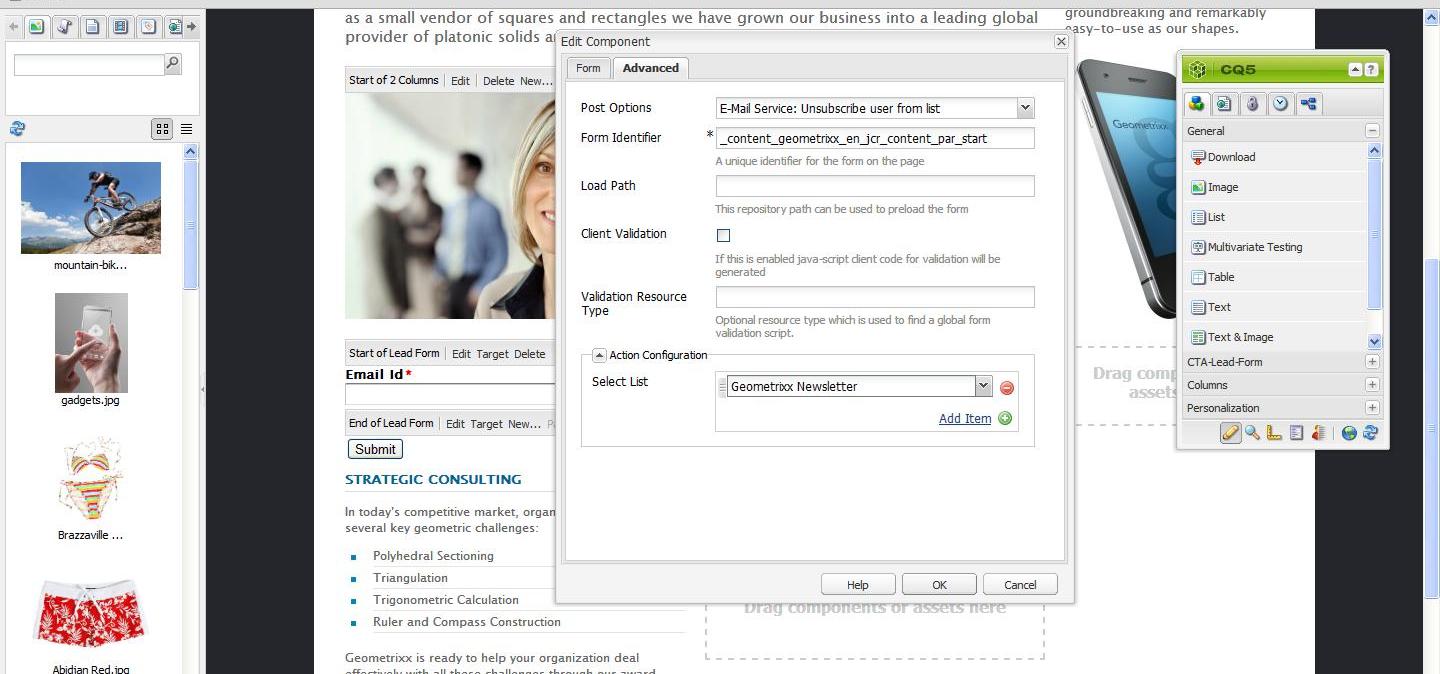 as a small vendor of squares and rectangles we have grown our business into a leading global
provider of platonic solids a
groundbreaking and remarkably
easy-to-use as our shapes.
mountain-bik...
gadgets.jpg
Brazzaville ...
Abidian Red.jpg
Start of 2 Columns Edit Delete New...
Start of Lead Form Edit Target Delete
Email Id*
End of Lead Form Edit Target New...
Submit
STRATEGIC CONSULTING
In today's competitive market, organ
several key geometric challenges:
Polyhedral Sectioning
Triangulation
Trigonometric Calculation
Ruler and Compass Construction
Geometrixx is ready to help your organization deal
effectively with all these challenges through our award
Edit Component
Form Advanced
Post Options E-Mail Service: Unsubscribe user from list
Form Identifier * _content_geometrixx_en_jcr_content_par_start
A unique identifier for the form on the page
Load Path
This repository path can be used to preload the form
Client Validation
If this is enabled java-script client code for validation will be
generated
Validation Resource
Type
Optional resource type which is used to find a global form
validation script.
Action Configuration
Select List Geometrixx Newsletter
Add Item
Help OK Cancel
Drag components or assets here
Geometrixx
Drag comp
assets
CQ5
?
General
Download
Image
List
Multivariate Testing
Table
Text
Text & Image
CTA-Lead-Form
Columns
Personalization